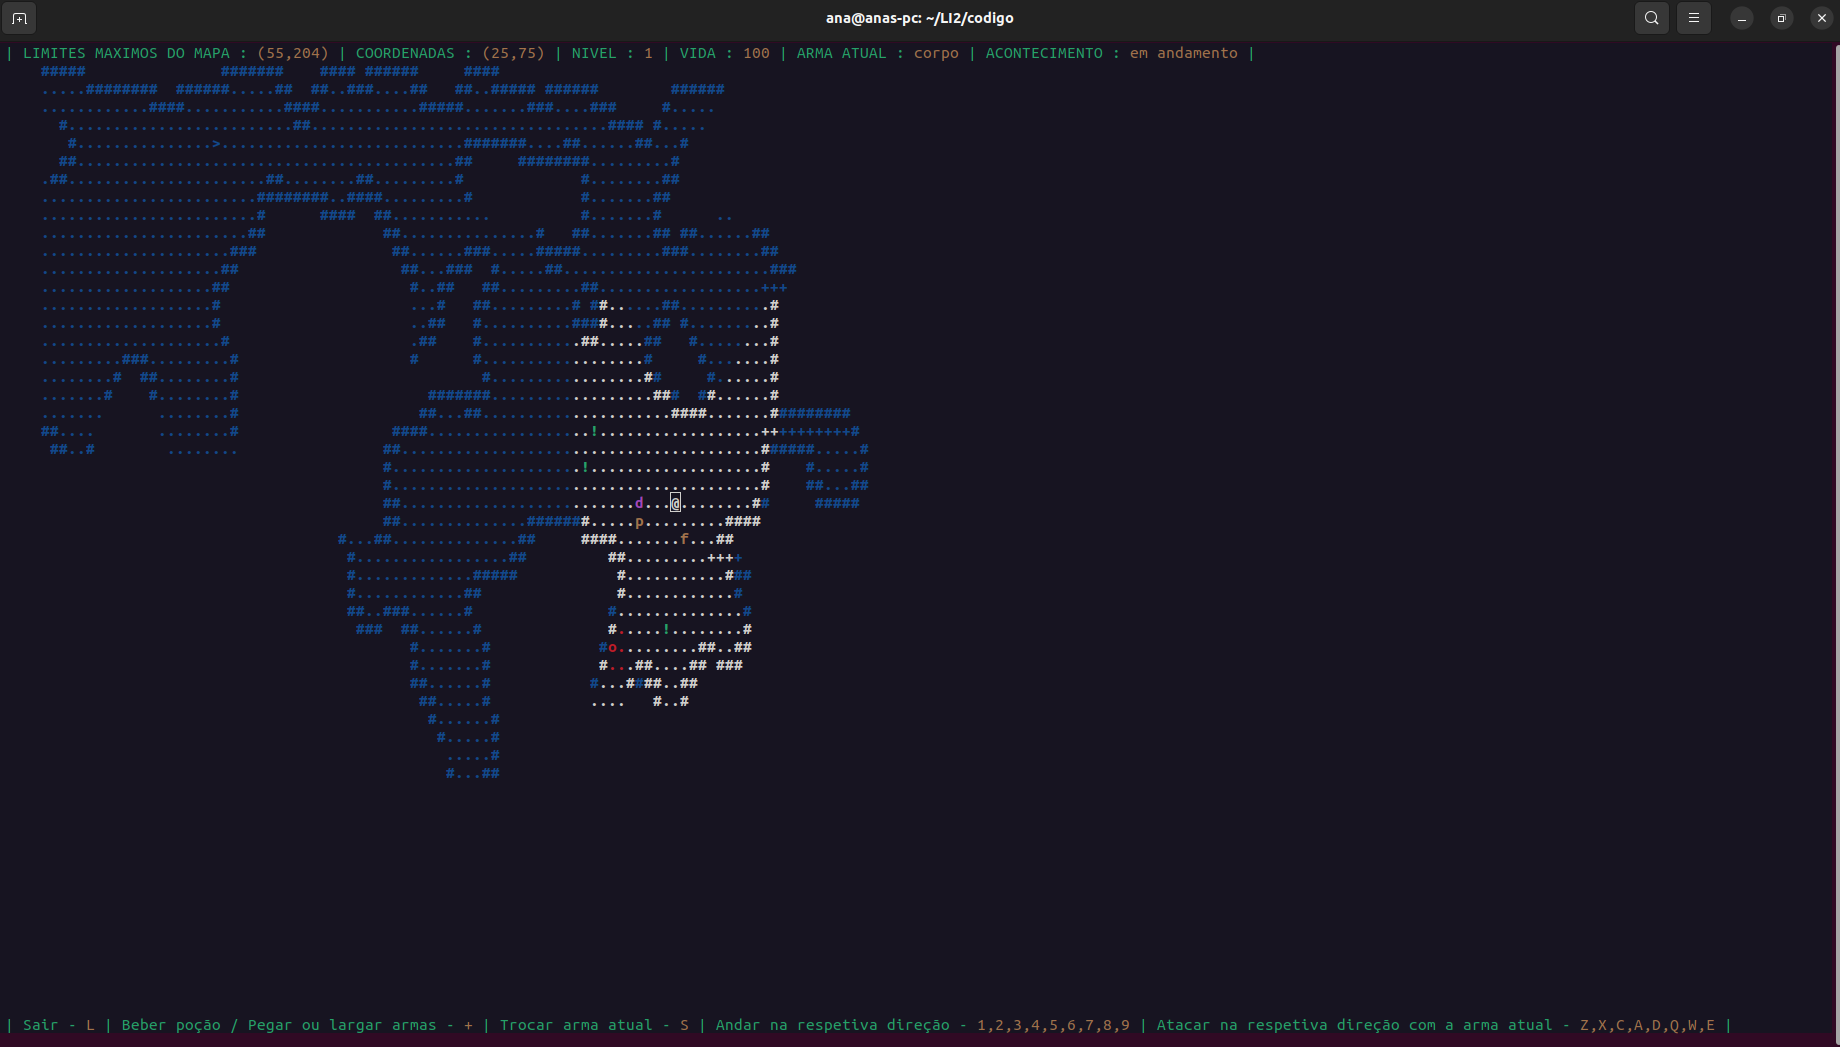 ana@anas-pc: ~/LI2/codigo
| LIMITES MAXIMOS DO MAPA : (55,204) | COORDENADAS : (25,75) | NIVEL : 1 | VIDA : 100 | ARMA ATUAL : corpo | ACONTECIMENTO : em andamento |
>
!
!
d @
p
f
!
o
| Sair - L | Beber poção / Pegar ou largar armas - + | Trocar arma atual - S | Andar na respetiva direção - 1,2,3,4,5,6,7,8,9 | Atacar na respetiva direção com a arma atual - Z,X,C,A,D,Q,W,E |